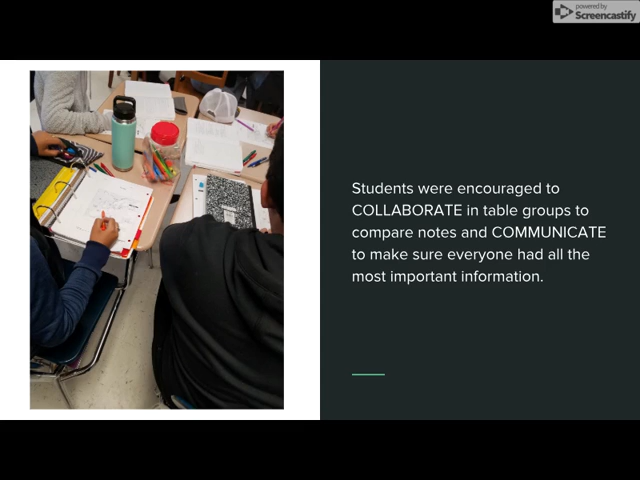 powered by
Screencastify
Students were encouraged to
COLLABORATE in table groups to
compare notes and COMMUNICATE
to make sure everyone had all the
most important information.